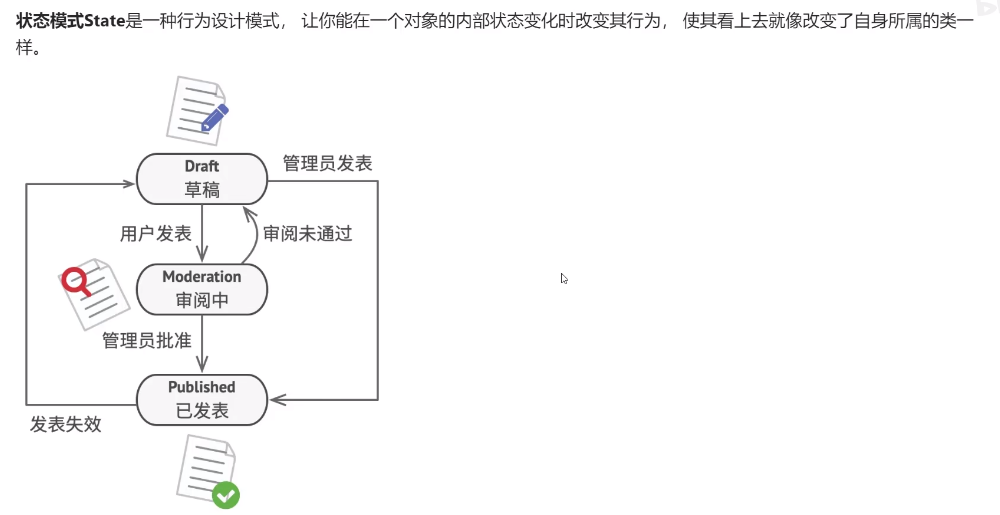 状态模式State是一种行为设计模式， 让你能在一个对象的内部状态变化时改变其行为， 使其看上去就像改变了自身所属的类一
样。
Draft
草稿
管理员发表
用户发表
审阅未通过
Moderation
审阅中
管理员批准
Published
已发表
发表失效